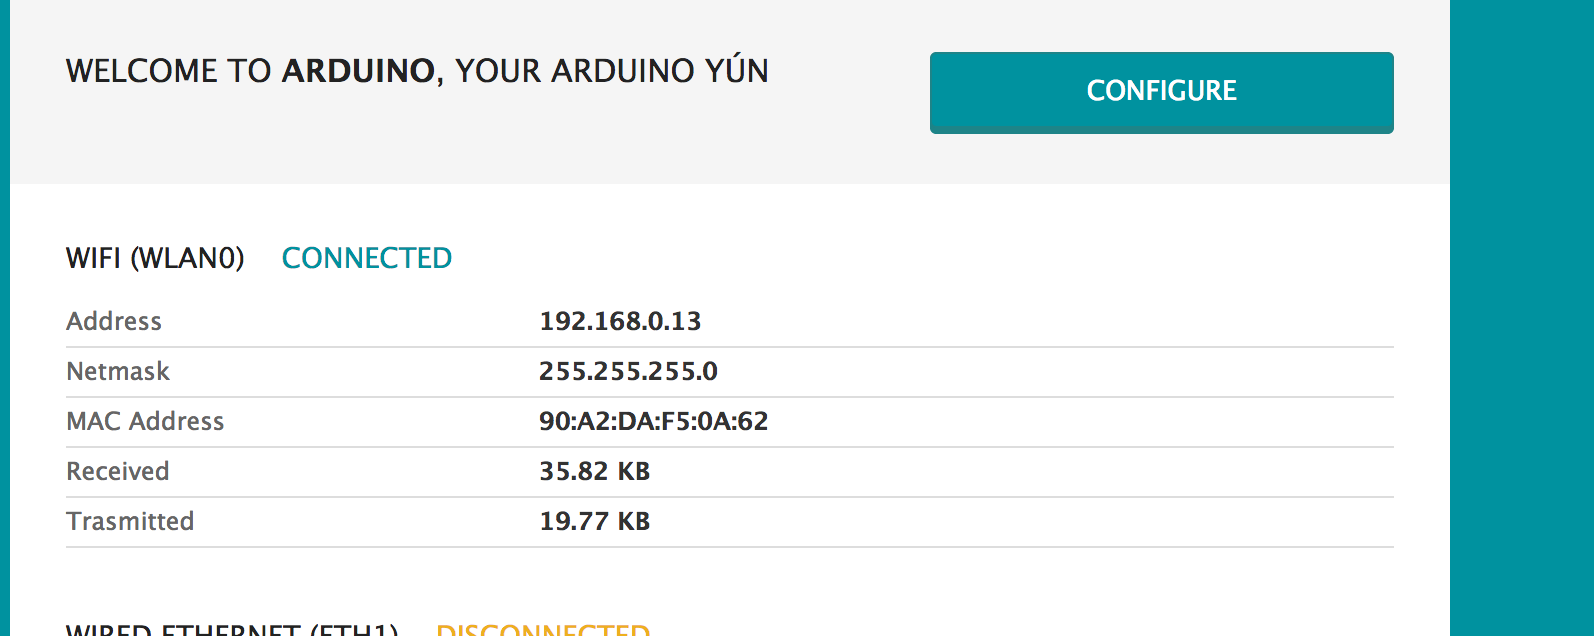 WELCOME TO ARDUINO, YOUR ARDUINO YÚN
CONFIGURE
WIFI (WLAN0) CONNECTED
Address 192.168.0.13
Netmask 255.255.255.0
MAC Address 90:A2:DA:F5:0A:62
Received 35.82 KB
Trasmitted 19.77 KB
WIRED ETHERNET (ETH1) DISCONNECTED